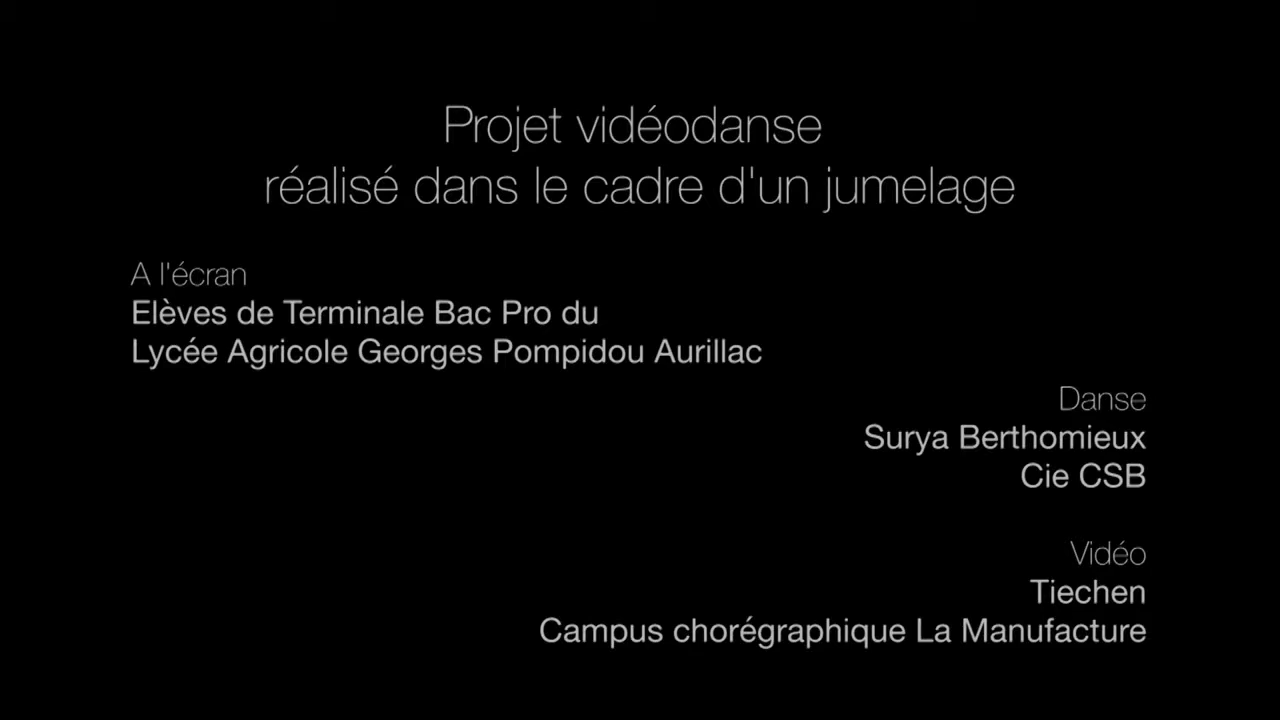 Projet vidéodanse
réalisé dans le cadre d'un jumelage
A l'écran
Elèves de Terminale Bac Pro du
Lycée Agricole Georges Pompidou Aurillac
Danse
Surya Berthomieux
Cie CSB
Vidéo
Tiechen
Campus chorégraphique La Manufacture